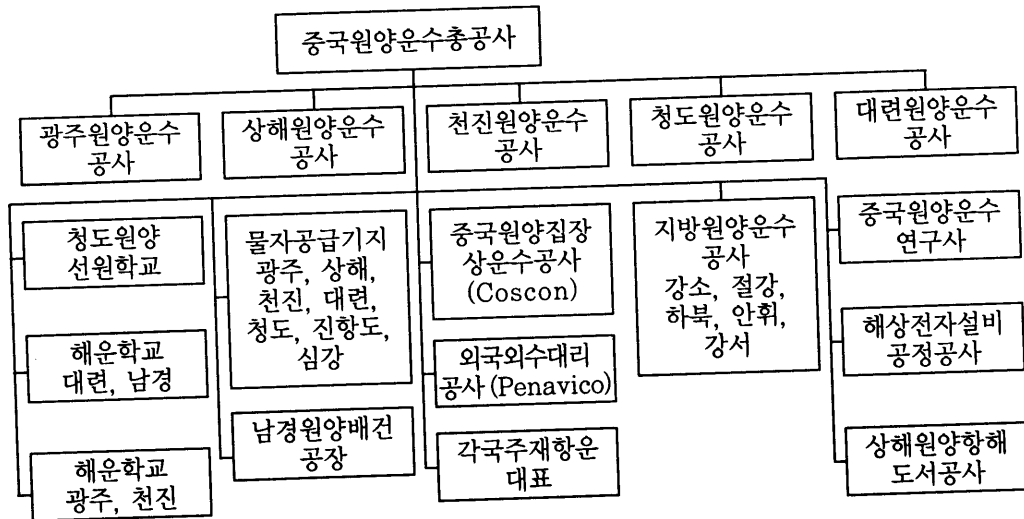 중국원양운수총공사
광주원양운수
공사
상해원양운수
공사
천진원양운수
공사
청도원양운수
공사
대련원양운수
공사
청도원양
선원학교
해운학교
대련, 남경
해운학교
광주, 천진
물자공급기지
광주, 상해,
천진, 대련,
청도, 진항도,
심강
남경원양배건
공장
중국원양집장
상운수공사
(Coscon)
외국외수대리
공사 (Penavico)
각국주재항운
대표
지방원양운수
공사
강소, 절강,
하북, 안휘,
강서
중국원양운수
연구사
해상전자설비
공정공사
상해원양항해
도서공사